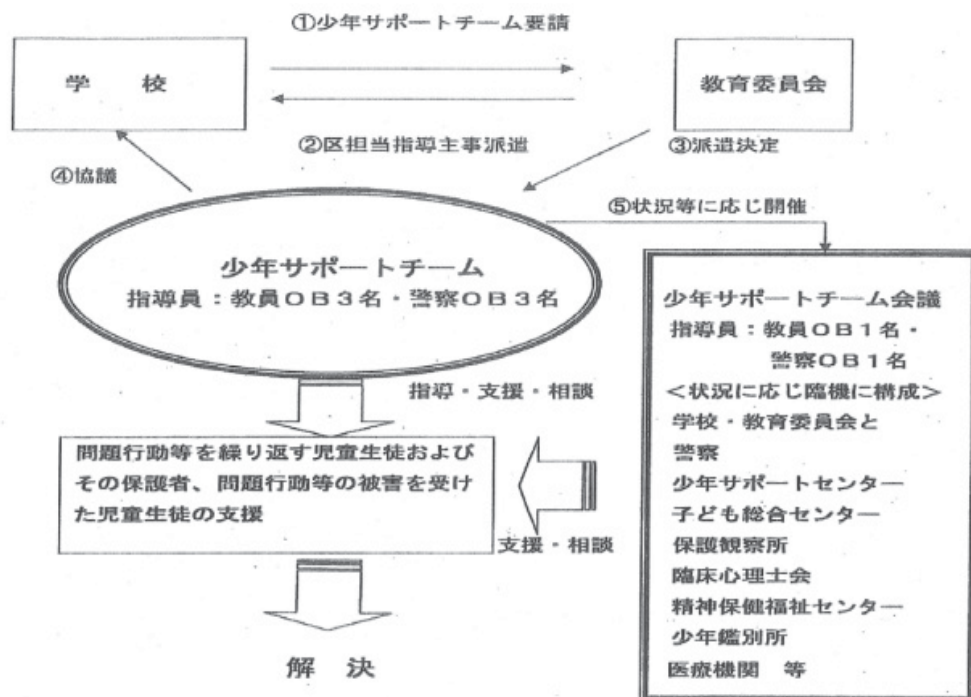 ①少年サポートチーム要請
学 校
教育委員会
②区担当指導主事派遣
③派遣決定
④協議
⑤状況等に応じ開催
少年サポートチーム
指導員：教員OB3名・警察OB3名
指導・支援・相談
問題行動等を繰り返す児童生徒および
その保護者、問題行動等の被害を受け
た児童生徒の支援
支援・相談
解 決
少年サポートチーム会議
指導員：教員OB1名・
警察OB1名
＜状況に応じ臨機に構成＞
学校・教育委員会と
警察
少年サポートセンター
子ども総合センター
保護観察所
臨床心理士会
精神保健福祉センター
少年鑑別所
医療機関 等